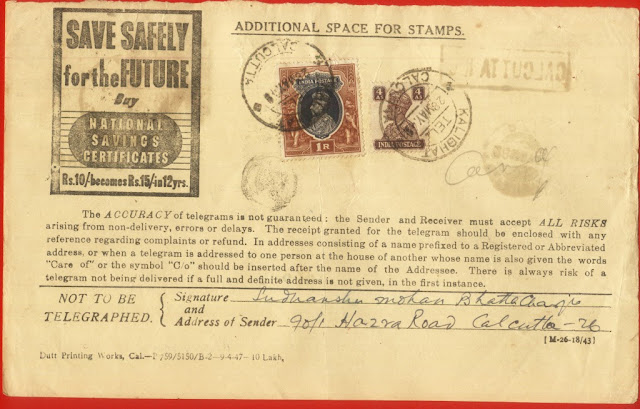 SAVE SAFELY
for the FUTURE
Buy
NATIONAL
SAVINGS
CERTIFICATES
Rs.10/becomes Rs.15/in 12 yrs.
ADDITIONAL SPACE FOR STAMPS.
CALCUTTA
INDIA POSTAGE
1 R
CALCUTTA
KALIGHAT
TEL
INDIA POSTAGE
CALCUTTA
The ACCURACY of telegrams is not guaranteed : the Sender and Receiver must accept ALL RISKS
arising from non-delivery, errors or delays. The receipt granted for the telegram should be enclosed with any
reference regarding complaints or refund. In addresses consisting of a name prefixed to a Registered or Abbreviated
address, or when a telegram is addressed to one person at the house of another whose name is also given the words
"Care of" or the symbol "C/o" should be inserted after the name of the Addressee. There is always risk of a
telegram not being delivered if a full and definite address is not given, in the first instance.
NOT TO BE
TELEGRAPHED.
Signature Sudhanshu mohan Bhattacharjee
and
Address of Sender 90/1 Hazra Road Calcutta-26
[M-26-18/43]
Dutt Printing Works, Cal.—P759/5150/B-2—9-4-47—10 Lakh,